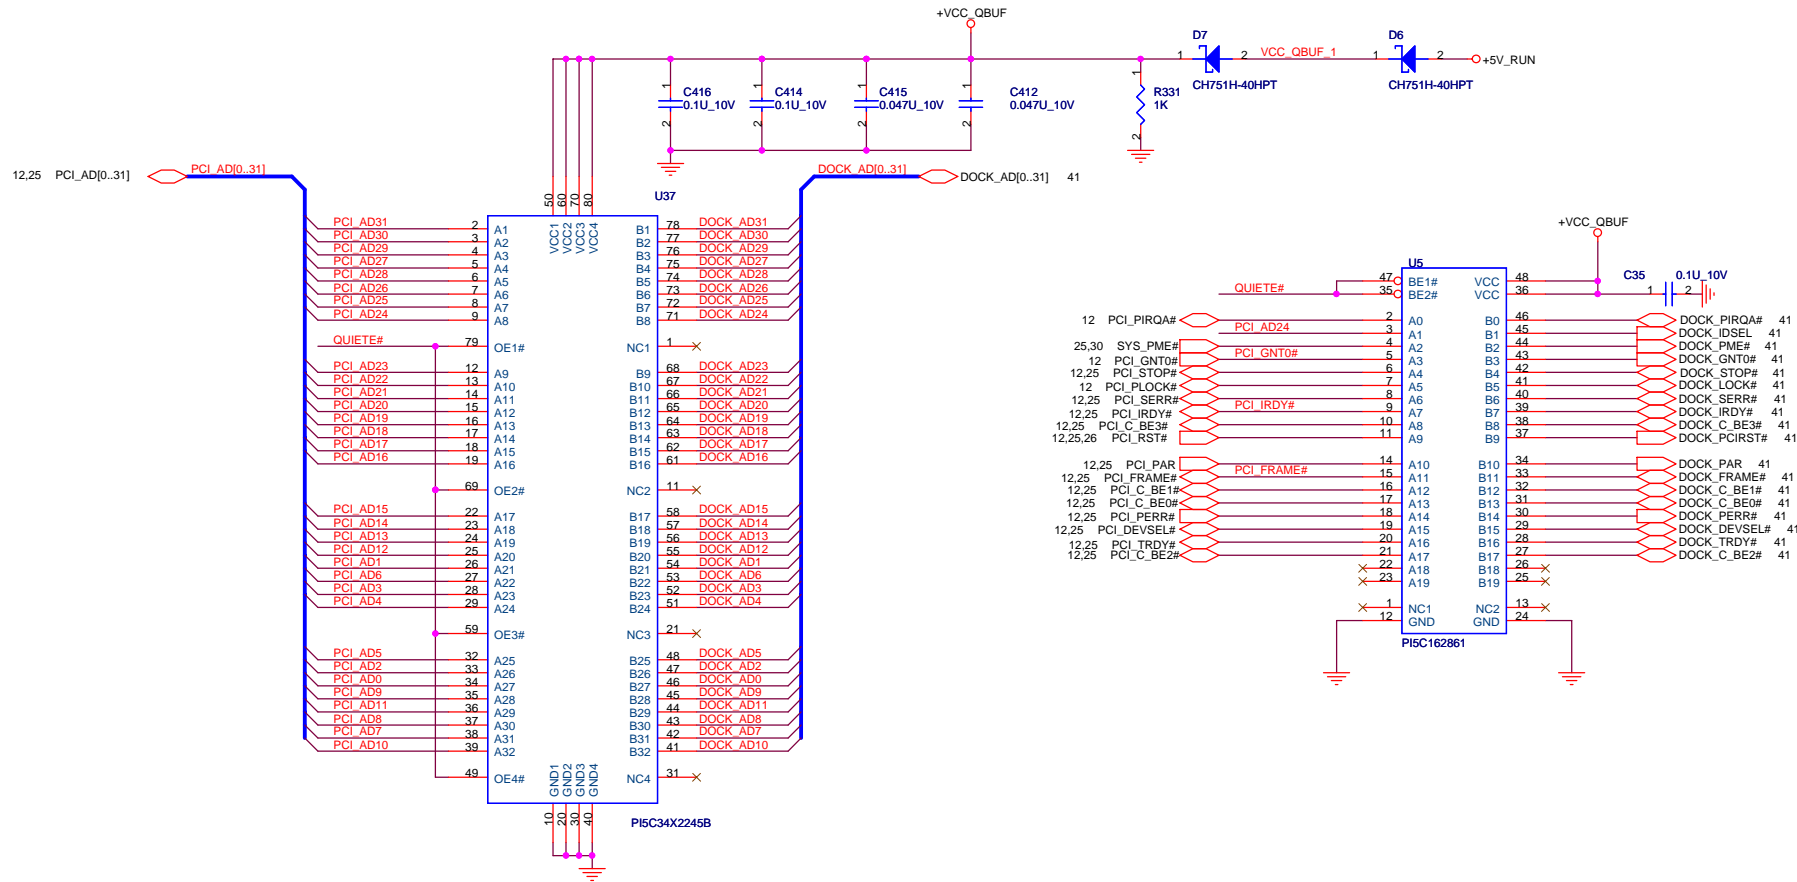 +VCC_QBUF
D7
1 2 VCC_QBUF_1
CH751H-40HPT
D6
1 2 +5V_RUN
CH751H-40HPT
1 C416 0.1U_10V 2
1 C414 0.1U_10V 2
1 C415 0.047U_10V 2
1 C412 0.047U_10V 2
1 R331 1K 2
12,25 PCI_AD[0..31] PCI_AD[0..31]
DOCK_AD[0..31] DOCK_AD[0..31] 41
U37
50 60 70 80
VCC1 VCC2 VCC3 VCC4
PCI_AD31 2 A1 B1 78 DOCK_AD31
PCI_AD30 3 A2 B2 77 DOCK_AD30
PCI_AD29 4 A3 B3 76 DOCK_AD29
PCI_AD27 5 A4 B4 75 DOCK_AD27
PCI_AD28 6 A5 B5 74 DOCK_AD28
PCI_AD26 7 A6 B6 73 DOCK_AD26
PCI_AD25 8 A7 B7 72 DOCK_AD25
PCI_AD24 9 A8 B8 71 DOCK_AD24
QUIETE# 79 OE1# NC1 1
PCI_AD23 12 A9 B9 68 DOCK_AD23
PCI_AD22 13 A10 B10 67 DOCK_AD22
PCI_AD21 14 A11 B11 66 DOCK_AD21
PCI_AD20 15 A12 B12 65 DOCK_AD20
PCI_AD19 16 A13 B13 64 DOCK_AD19
PCI_AD18 17 A14 B14 63 DOCK_AD18
PCI_AD17 18 A15 B15 62 DOCK_AD17
PCI_AD16 19 A16 B16 61 DOCK_AD16
69 OE2# NC2 11
PCI_AD15 22 A17 B17 58 DOCK_AD15
PCI_AD14 23 A18 B18 57 DOCK_AD14
PCI_AD13 24 A19 B19 56 DOCK_AD13
PCI_AD12 25 A20 B20 55 DOCK_AD12
PCI_AD1 26 A21 B21 54 DOCK_AD1
PCI_AD6 27 A22 B22 53 DOCK_AD6
PCI_AD3 28 A23 B23 52 DOCK_AD3
PCI_AD4 29 A24 B24 51 DOCK_AD4
59 OE3# NC3 21
PCI_AD5 32 A25 B25 48 DOCK_AD5
PCI_AD2 33 A26 B26 47 DOCK_AD2
PCI_AD0 34 A27 B27 46 DOCK_AD0
PCI_AD9 35 A28 B28 45 DOCK_AD9
PCI_AD11 36 A29 B29 44 DOCK_AD11
PCI_AD8 37 A30 B30 43 DOCK_AD8
PCI_AD7 38 A31 B31 42 DOCK_AD7
PCI_AD10 39 A32 B32 41 DOCK_AD10
49 OE4# NC4 31
GND1 GND2 GND3 GND4
10 20 30 40
PI5C34X2245B
+VCC_QBUF
U5
C35 0.1U_10V
1 2
QUIETE# 47 BE1# VCC 48
35 BE2# VCC 36
12 PCI_PIRQA# 2 A0 B0 46 DOCK_PIRQA# 41
PCI_AD24 3 A1 B1 45 DOCK_IDSEL 41
25,30 SYS_PME# 4 A2 B2 44 DOCK_PME# 41
12 PCI_GNT0# PCI_GNT0# 5 A3 B3 43 DOCK_GNT0# 41
12,25 PCI_STOP# 6 A4 B4 42 DOCK_STOP# 41
12 PCI_PLOCK# 7 A5 B5 41 DOCK_LOCK# 41
12,25 PCI_SERR# 8 A6 B6 40 DOCK_SERR# 41
12,25 PCI_IRDY# PCI_IRDY# 9 A7 B7 39 DOCK_IRDY# 41
12,25 PCI_C_BE3# 10 A8 B8 38 DOCK_C_BE3# 41
12,25,26 PCI_RST# 11 A9 B9 37 DOCK_PCIRST# 41
12,25 PCI_PAR 14 A10 B10 34 DOCK_PAR 41
12,25 PCI_FRAME# PCI_FRAME# 15 A11 B11 33 DOCK_FRAME# 41
12,25 PCI_C_BE1# 16 A12 B12 32 DOCK_C_BE1# 41
12,25 PCI_C_BE0# 17 A13 B13 31 DOCK_C_BE0# 41
12,25 PCI_PERR# 18 A14 B14 30 DOCK_PERR# 41
12,25 PCI_DEVSEL# 19 A15 B15 29 DOCK_DEVSEL# 41
12,25 PCI_TRDY# 20 A16 B16 28 DOCK_TRDY# 41
12,25 PCI_C_BE2# 21 A17 B17 27 DOCK_C_BE2# 41
22 A18 B18 26
23 A19 B19 25
1 NC1 NC2 13
12 GND GND 24
PI5C162861